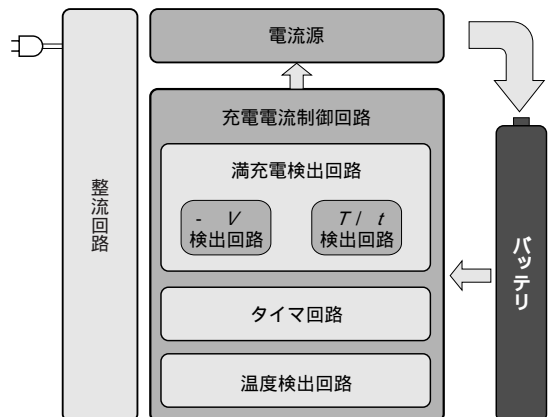 電流源
充電電流制御回路
満充電検出回路
- V
検出回路
T / t
検出回路
タイマ回路
温度検出回路
整流回路
バッテリ